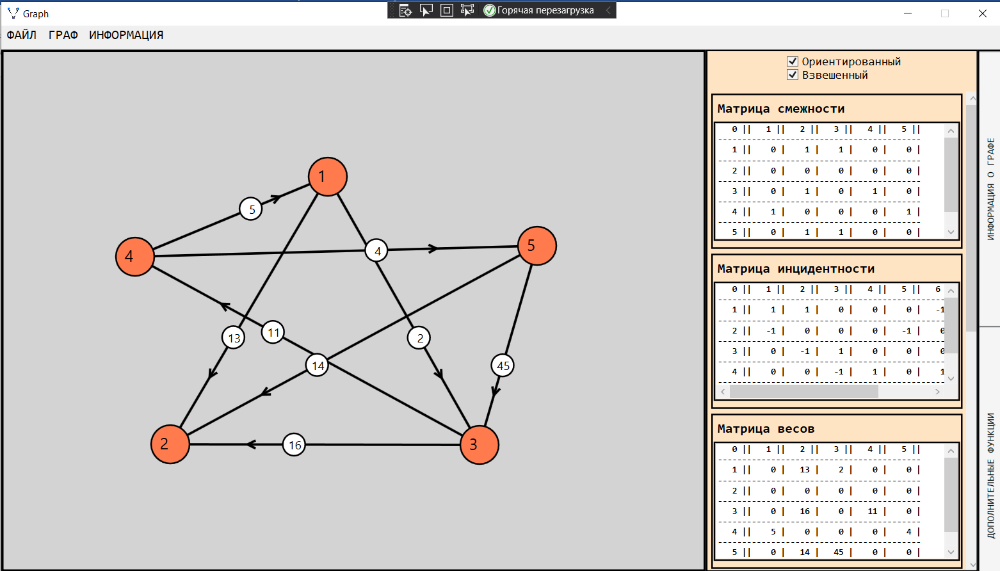 Горячая перезагрузка
Graph
ФАЙЛ ГРАФ ИНФОРМАЦИЯ
1
5
4
4
5
13
11
2
14
45
2
16
3
Ориентированный
Взвешенный
Матрица смежности
0 || 1 || 2 || 3 || 4 || 5 ||
1 || 0 | 1 | 1 | 0 | 0 |
2 || 0 | 0 | 0 | 0 | 0 |
3 || 0 | 1 | 0 | 1 | 0 |
4 || 1 | 0 | 0 | 0 | 1 |
5 || 0 | 1 | 1 | 0 | 0 |
Матрица инцидентности
0 || 1 || 2 || 3 || 4 || 5 || 6
1 || 1 | 1 | 0 | 0 | 0 | -1
2 || -1 | 0 | 0 | 0 | -1 | 0
3 || 0 | -1 | 1 | 0 | 0 | 0
4 || 0 | 0 | -1 | 1 | 0 | 1
Матрица весов
0 || 1 || 2 || 3 || 4 || 5 ||
1 || 0 | 13 | 2 | 0 | 0 |
2 || 0 | 0 | 0 | 0 | 0 |
3 || 0 | 16 | 0 | 11 | 0 |
4 || 5 | 0 | 0 | 0 | 4 |
5 || 0 | 14 | 45 | 0 | 0 |
ИНФОРМАЦИЯ О ГРАФЕ
ДОПОЛНИТЕЛЬНЫЕ ФУНКЦИИ